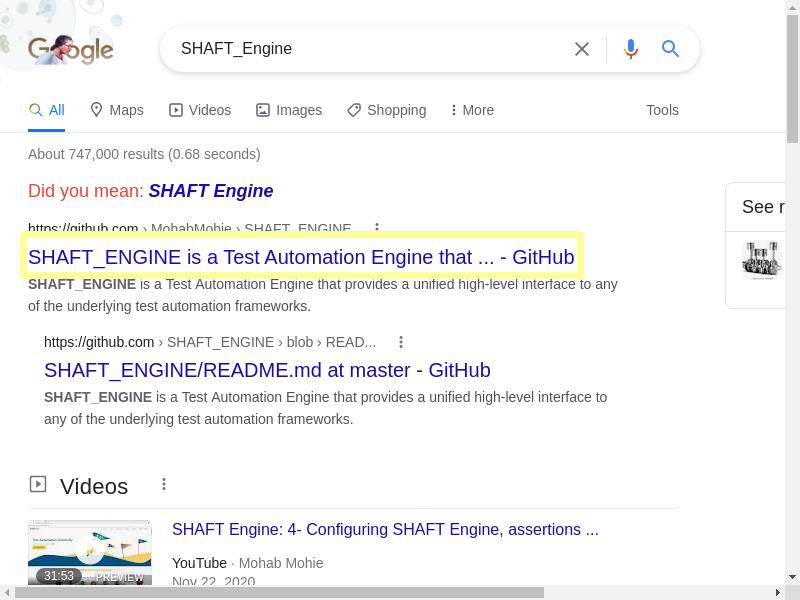 Google
SHAFT_Engine
All Maps Videos Images Shopping More Tools
About 747,000 results (0.68 seconds)
Did you mean: SHAFT Engine
https://github.com › MohabMohie › SHAFT_ENGINE
SHAFT_ENGINE is a Test Automation Engine that ... - GitHub
SHAFT_ENGINE is a Test Automation Engine that provides a unified high-level interface to any
of the underlying test automation frameworks.
https://github.com › SHAFT_ENGINE › blob › READ...
SHAFT_ENGINE/README.md at master - GitHub
SHAFT_ENGINE is a Test Automation Engine that provides a unified high-level interface to
any of the underlying test automation frameworks.
See r
Videos
SHAFT Engine: 4- Configuring SHAFT Engine, assertions ...
YouTube · Mohab Mohie
31:53 PREVIEW
Nov 22, 2020